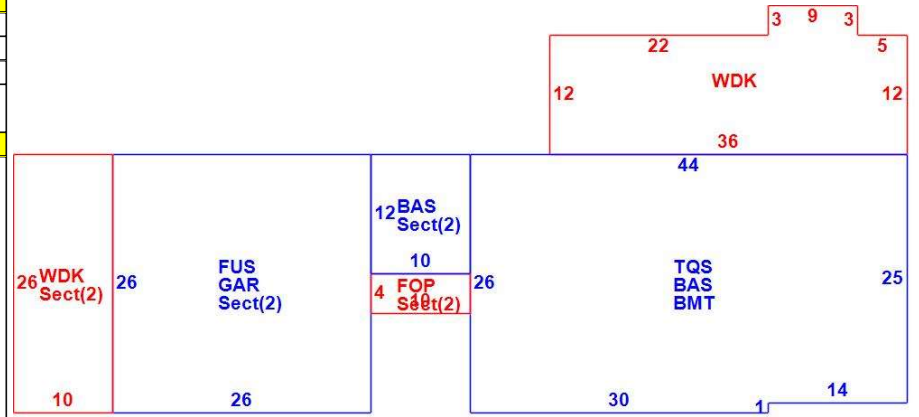 3 9 3
22 5
WDK
12 12
36
44
12 BAS
Sect(2)
10
26 WDK
Sect(2)
26
FUS
GAR
Sect(2)
4 FOP
10
Sect(2)
26
TQS
BAS
BMT
25
10
26
30
1
14